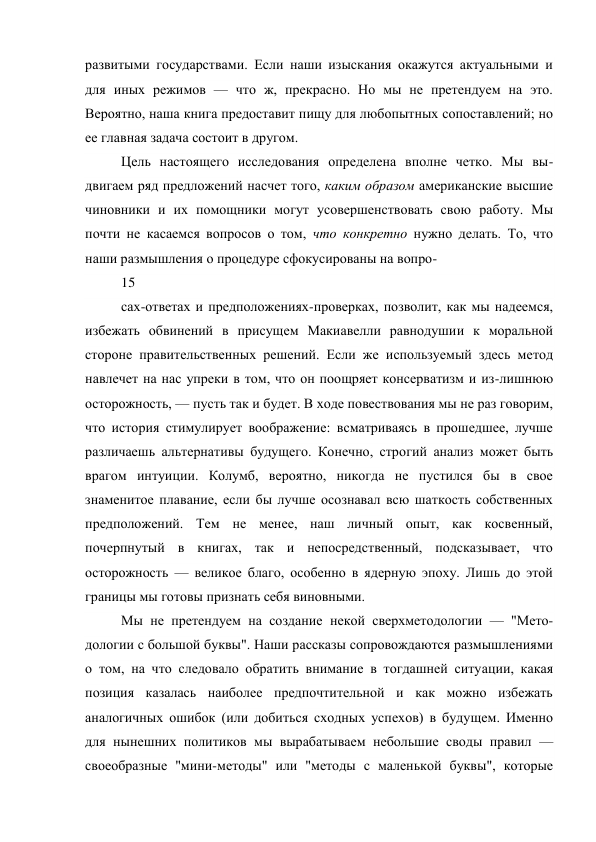 развитыми государствами. Если наши изыскания окажутся актуальными и
для иных режимов — что ж, прекрасно. Но мы не претендуем на это.
Вероятно, наша книга предоставит пищу для любопытных сопоставлений; но
ее главная задача состоит в другом.
Цель настоящего исследования определена вполне четко. Мы вы-
двигаем ряд предложений насчет того, каким образом американские высшие
чиновники и их помощники могут усовершенствовать свою работу. Мы
почти не касаемся вопросов о том, что конкретно нужно делать. То, что
наши размышления о процедуре сфокусированы на вопро-
15
сах-ответах и предположениях-проверках, позволит, как мы надеемся,
избежать обвинений в присущем Макиавелли равнодушии к моральной
стороне правительственных решений. Если же используемый здесь метод
навлечет на нас упреки в том, что он поощряет консерватизм и из-лишнюю
осторожность, — пусть так и будет. В ходе повествования мы не раз говорим,
что история стимулирует воображение: всматриваясь в прошедшее, лучше
различаешь альтернативы будущего. Конечно, строгий анализ может быть
врагом интуиции. Колумб, вероятно, никогда не пустился бы в свое
знаменитое плавание, если бы лучше осознавал всю шаткость собственных
предположений. Тем не менее, наш личный опыт, как косвенный,
почерпнутый в книгах, так и непосредственный, подсказывает, что
осторожность — великое благо, особенно в ядерную эпоху. Лишь до этой
границы мы готовы признать себя виновными.
Мы не претендуем на создание некой сверхметодологии — "Мето-
дологии с большой буквы". Наши рассказы сопровождаются размышлениями
о том, на что следовало обратить внимание в тогдашней ситуации, какая
позиция казалась наиболее предпочтительной и как можно избежать
аналогичных ошибок (или добиться сходных успехов) в будущем. Именно
для нынешних политиков мы вырабатываем небольшие своды правил —
своеобразные "мини-методы" или "методы с маленькой буквы", которые